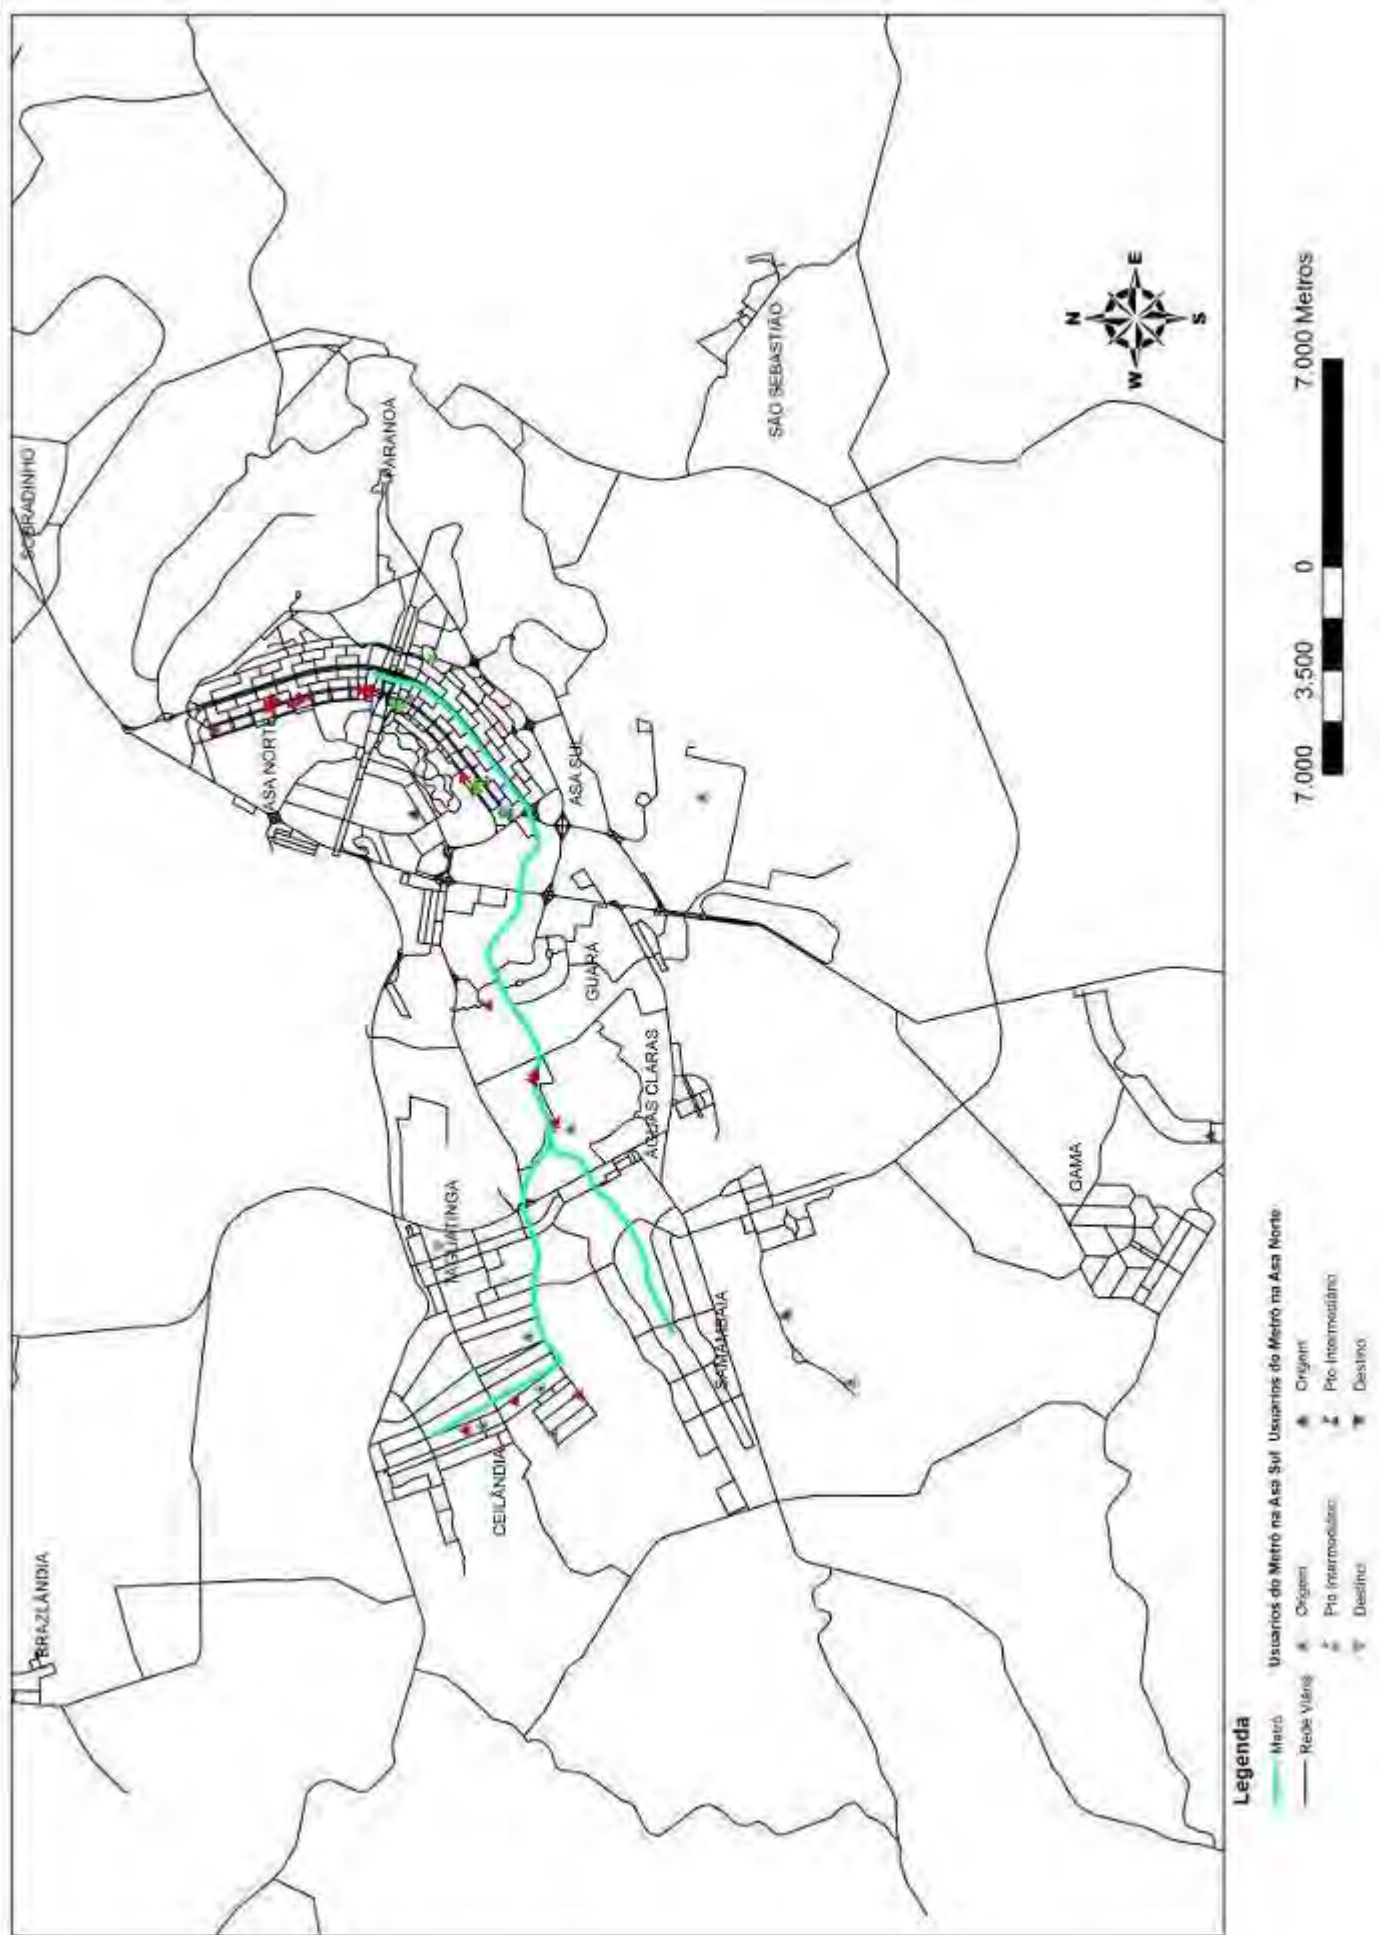 SOBRADINHO
BRAZLÂNDIA
PARANOÁ
ASA NORTE
SÃO SEBASTIÃO
ASA SUL
TAGUATINGA
GUARÁ
ÁGUAS CLARAS
CEILÂNDIA
SAMAMBAIA
GAMA
N
W
E
S
7.000
3.500
0
7.000 Metros
Legenda
Metrô
Rede Viária
Usuarios do Metrô na Asa Sul
Origem
Pto Intermodiário
Destino
Usuarios do Metrô na Asa Norte
Origem
Pto Intermodiário
Destino